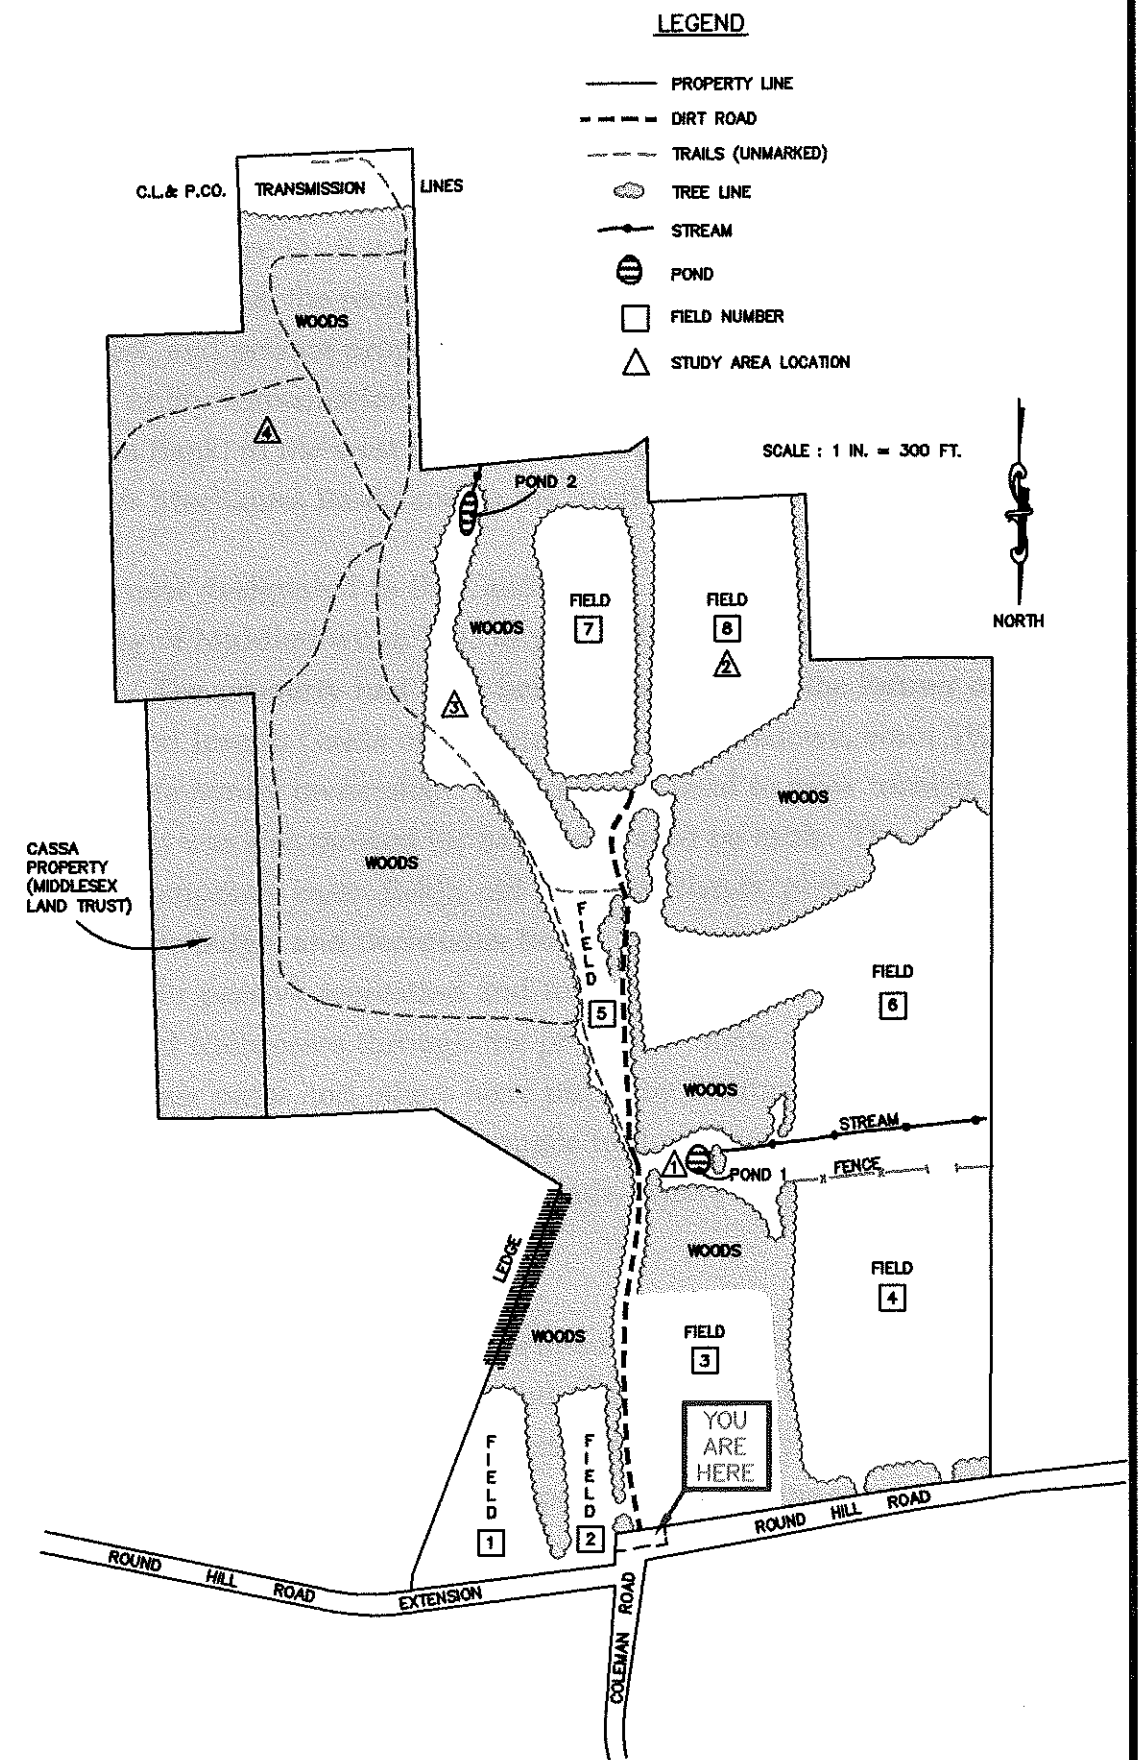 LEGEND
PROPERTY LINE
DIRT ROAD
TRAILS (UNMARKED)
TREE LINE
STREAM
POND
FIELD NUMBER
STUDY AREA LOCATION
C.L.& P.CO. TRANSMISSION LINES
WOODS
4
SCALE : 1 IN. = 300 FT.
NORTH
POND 2
FIELD
7
FIELD
8
2
WOODS
3
WOODS
WOODS
CASSA
PROPERTY
(MIDDLESEX
LAND TRUST)
FIELD
5
FIELD
6
WOODS
STREAM
1
POND 1
FENCE
WOODS
LEDGE
FIELD
4
WOODS
FIELD
3
YOU
ARE
HERE
FIELD
1
FIELD
2
ROUND HILL ROAD
ROUND HILL ROAD EXTENSION
COLEMAN ROAD